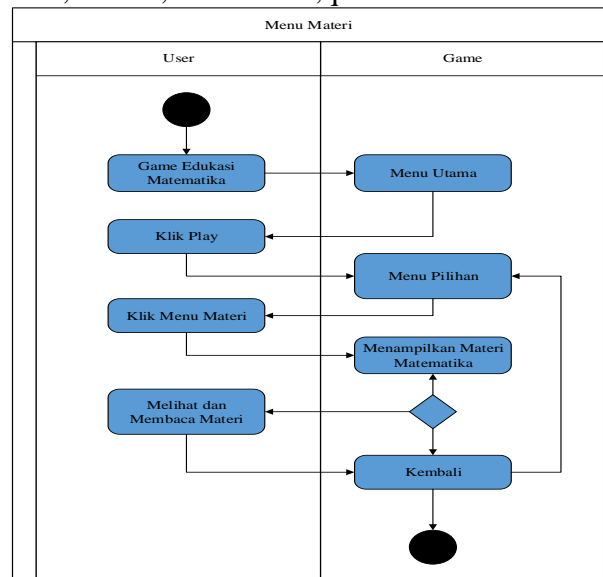 Menu Materi
User
Game
Game Edukasi
Matematika
Menu Utama
Klik Play
Menu Pilihan
Klik Menu Materi
Menampilkan Materi
Matematika
Melihat dan
Membaca Materi
Kembali